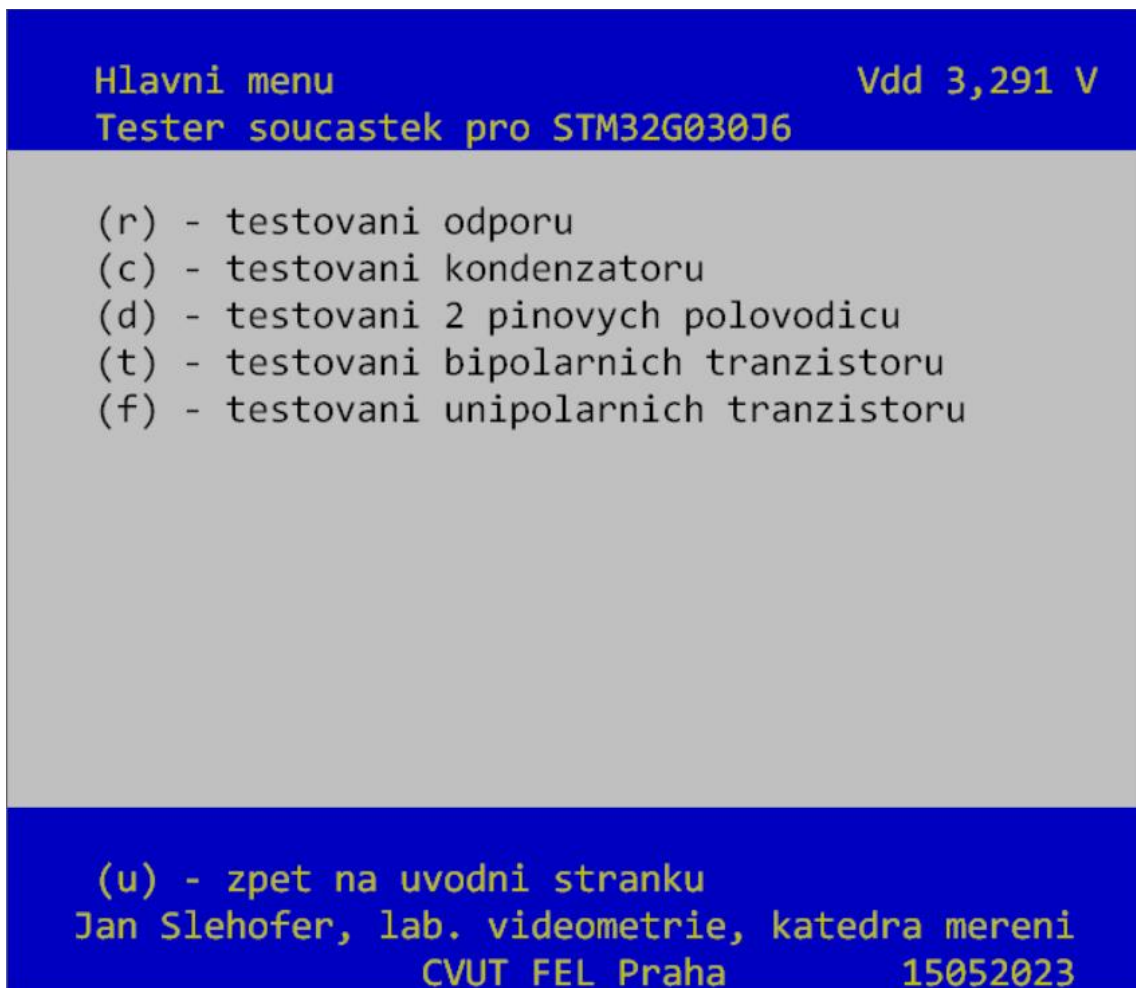 Hlavni menu Vdd 3,291 V
Tester soucastek pro STM32G030J6
(r) - testovani odporu
(c) - testovani kondenzatoru
(d) - testovani 2 pinovych polovodicu
(t) - testovani bipolarnich tranzistoru
(f) - testovani unipolarnich tranzistoru
(u) - zpet na uvodni stranku
Jan Slehofer, lab. videometrie, katedra mereni
CVUT FEL Praha 15052023